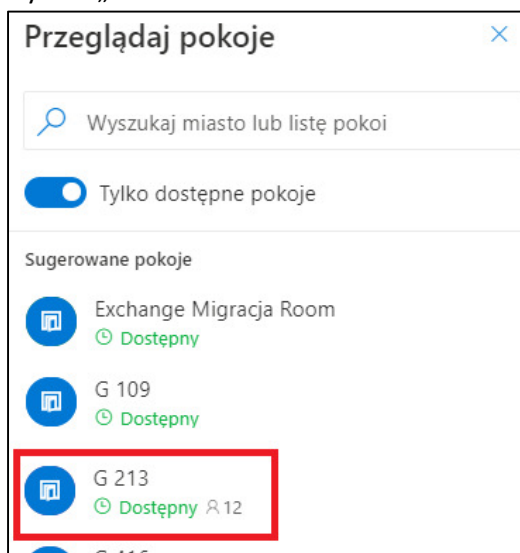 Przeglądaj pokoje
Wyszukaj miasto lub listę pokoi
Tylko dostępne pokoje
Sugerowane pokoje
Exchange Migracja Room
Dostępny
G 109
Dostępny
G 213
Dostępny 12